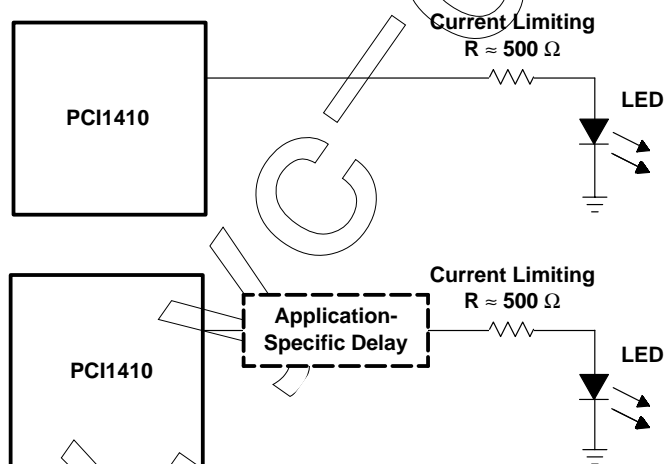 Current Limiting
R ≈ 500 Ω
PCI1410
LED
Current Limiting
R ≈ 500 Ω
Application-
Specific Delay
PCI1410
LED